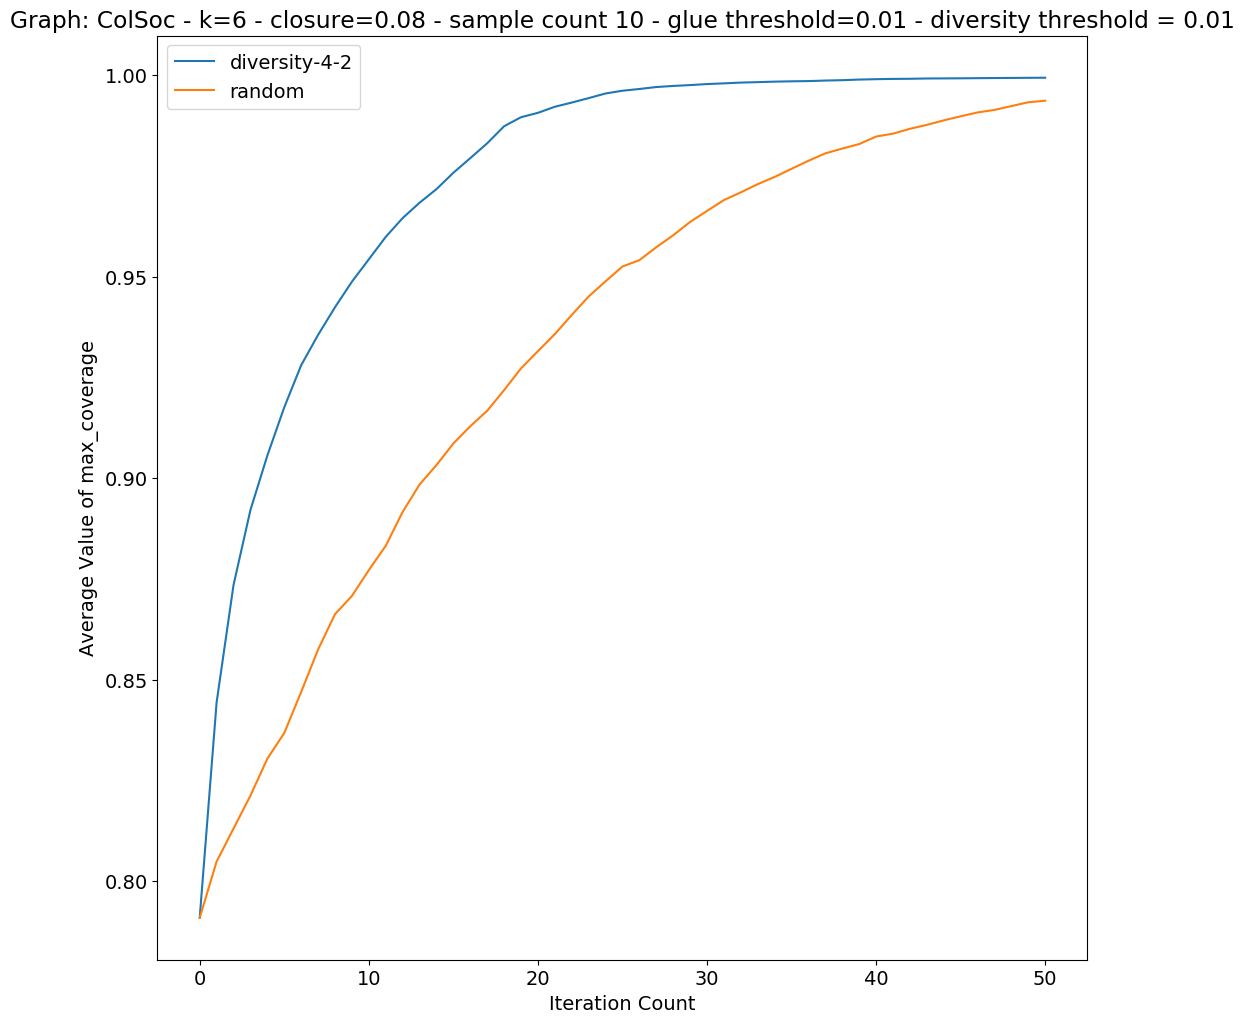 Graph: ColSoc - k=6 - closure=0.08 - sample count 10 - glue threshold=0.01 - diversity threshold = 0.01
diversity-4-2
random
1.00
0.95
0.90
0.85
0.80
Average Value of max_coverage
0 10 20 30 40 50
Iteration Count